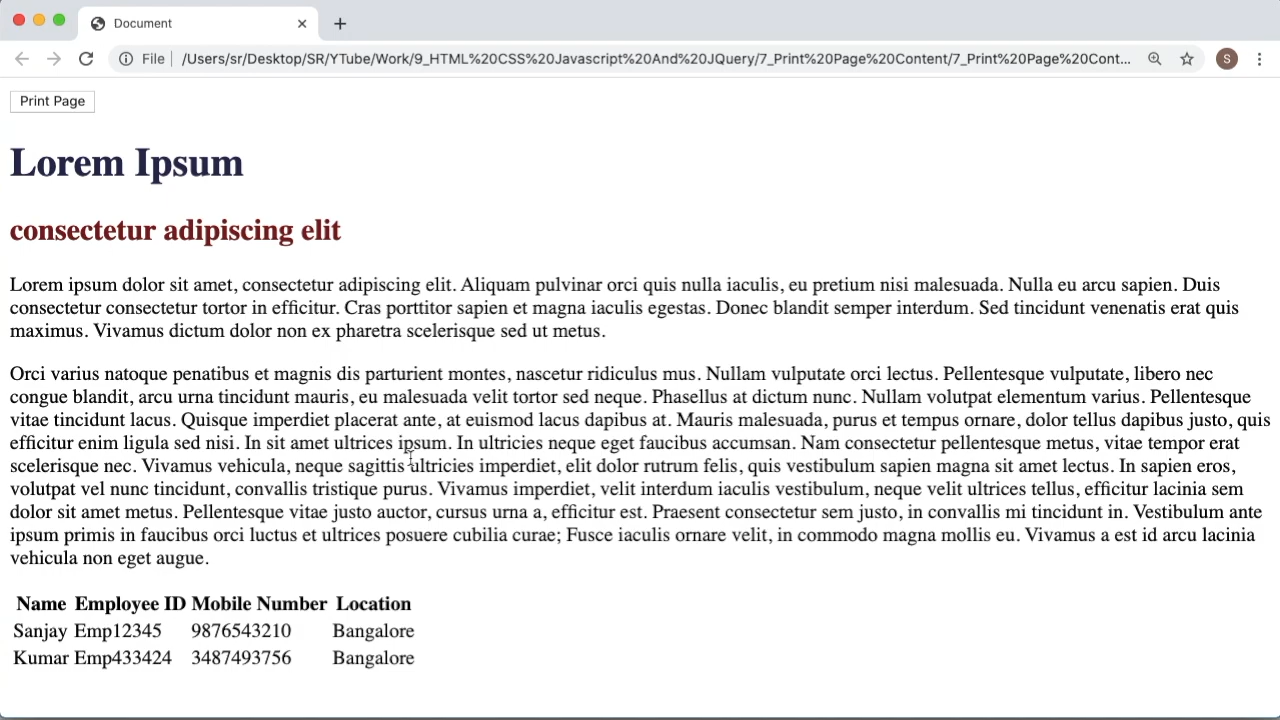 Document
File
/Users/sr/Desktop/SR/YTube/Work/9_HTML%20CSS%20Javascript%20And%20JQuery/7_Print%20Page%20Content/7_Print%20Page%20Cont...
S
Print Page
Lorem Ipsum
consectetur adipiscing elit
Lorem ipsum dolor sit amet, consectetur adipiscing elit. Aliquam pulvinar orci quis nulla iaculis, eu pretium nisi malesuada. Nulla eu arcu sapien. Duis
consectetur consectetur tortor in efficitur. Cras porttitor sapien et magna iaculis egestas. Donec blandit semper interdum. Sed tincidunt venenatis erat quis
maximus. Vivamus dictum dolor non ex pharetra scelerisque sed ut metus.
Orci varius natoque penatibus et magnis dis parturient montes, nascetur ridiculus mus. Nullam vulputate orci lectus. Pellentesque vulputate, libero nec
congue blandit, arcu urna tincidunt mauris, eu malesuada velit tortor sed neque. Phasellus at dictum nunc. Nullam volutpat elementum varius. Pellentesque
vitae tincidunt lacus. Quisque imperdiet placerat ante, at euismod lacus dapibus at. Mauris malesuada, purus et tempus ornare, dolor tellus dapibus justo, quis
efficitur enim ligula sed nisi. In sit amet ultrices ipsum. In ultricies neque eget faucibus accumsan. Nam consectetur pellentesque metus, vitae tempor erat
scelerisque nec. Vivamus vehicula, neque sagittis ultricies imperdiet, elit dolor rutrum felis, quis vestibulum sapien magna sit amet lectus. In sapien eros,
volutpat vel nunc tincidunt, convallis tristique purus. Vivamus imperdiet, velit interdum iaculis vestibulum, neque velit ultrices tellus, efficitur lacinia sem
dolor sit amet metus. Pellentesque vitae justo auctor, cursus urna a, efficitur est. Praesent consectetur sem justo, in convallis mi tincidunt in. Vestibulum ante
ipsum primis in faucibus orci luctus et ultrices posuere cubilia curae; Fusce iaculis ornare velit, in commodo magna mollis eu. Vivamus a est id arcu lacinia
vehicula non eget augue.
Name Employee ID Mobile Number Location
Sanjay Emp12345 9876543210 Bangalore
Kumar Emp433424 3487493756 Bangalore